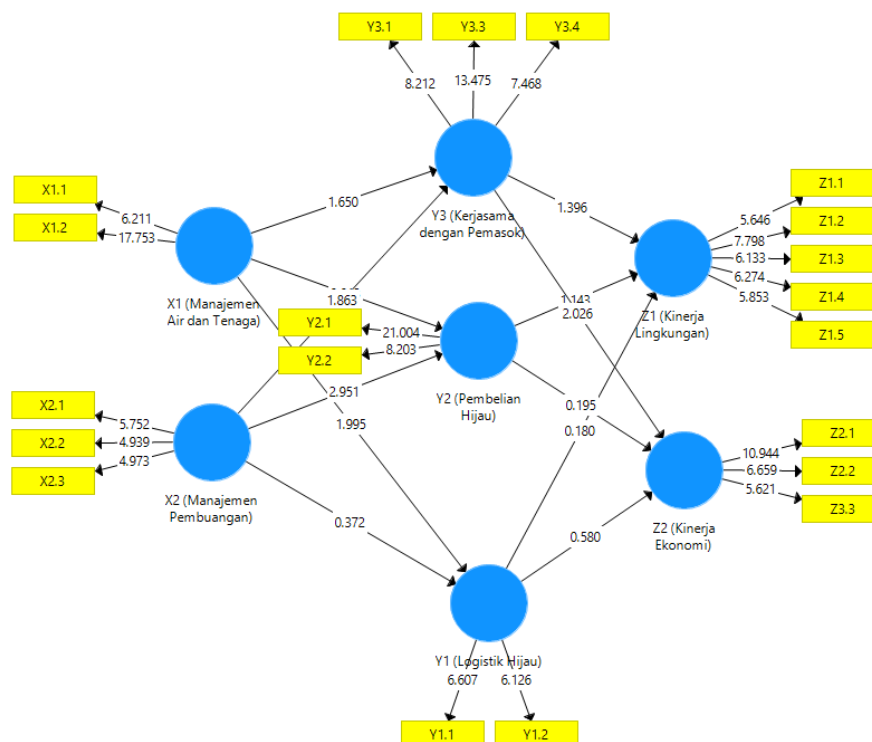 Y3.1
Y3.3
Y3.4
8.212
13.475
7.468
X1.1
X1.2
6.211
17.753
1.650
Y3 (Kerjasama
dengan Pemasok)
1.396
Z1.1
Z1.2
Z1.3
Z1.4
Z1.5
5.646
7.798
6.133
6.274
5.853
X1 (Manajemen
Air dan Tenaga)
1.863
Y2.1
Y2.2
21.004
8.203
1.143
2.026
Z1 (Kinerja
Lingkungan)
Y2 (Pembelian
Hijau)
X2.1
X2.2
X2.3
5.752
4.939
4.973
2.951
1.995
0.195
0.180
Z2.1
Z2.2
Z3.3
10.944
6.659
5.621
X2 (Manajemen
Pembuangan)
0.372
0.580
Z2 (Kinerja
Ekonomi)
Y1 (Logistik Hijau)
6.607
6.126
Y1.1
Y1.2